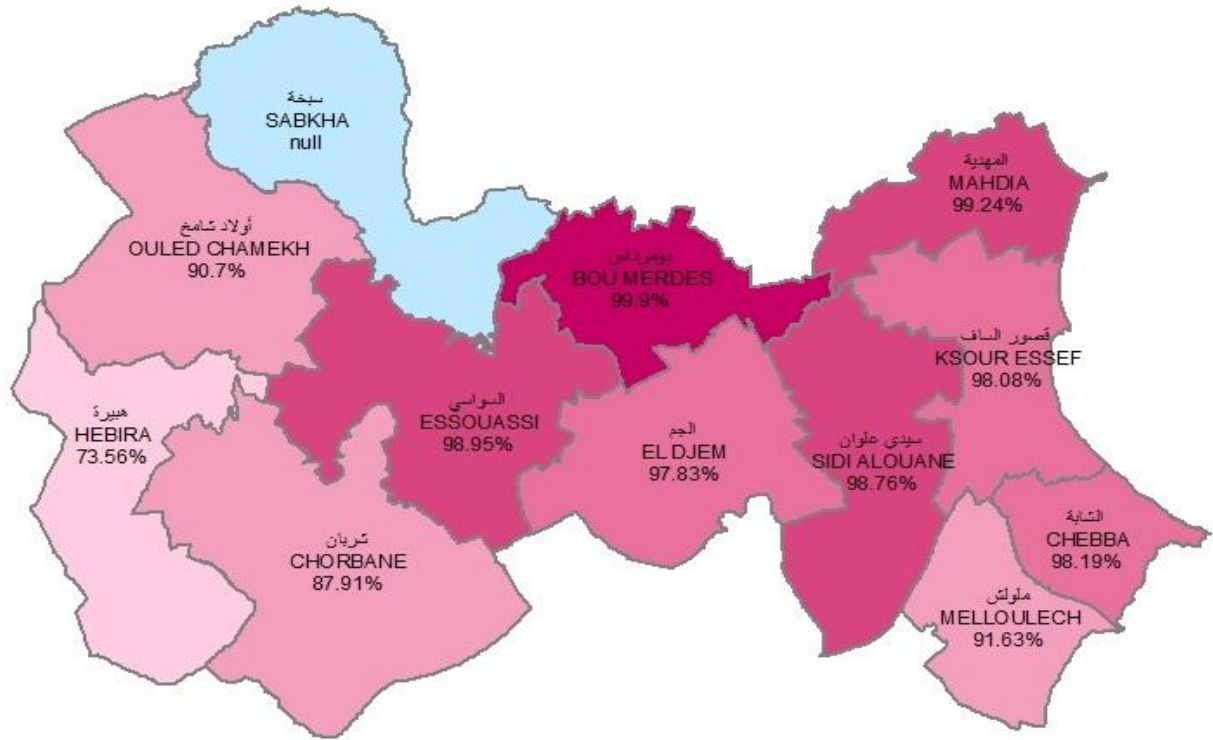 سبخة
SABKHA
null
المهدية
MAHDIA
99.24%
أولاد شامخ
OULED CHAMEKH
90.7%
بومرداس
BOU MERDES
99.9%
قصور الساف
KSOUR ESSEF
98.08%
هبيرة
HEBIRA
73.56%
السواسي
ESSOUASSI
98.95%
الجم
EL DJEM
97.83%
سيدي علوان
SIDI ALOUANE
98.76%
شربان
CHORBANE
87.91%
الشابة
CHEBBA
98.19%
ملولش
MELLOULECH
91.63%